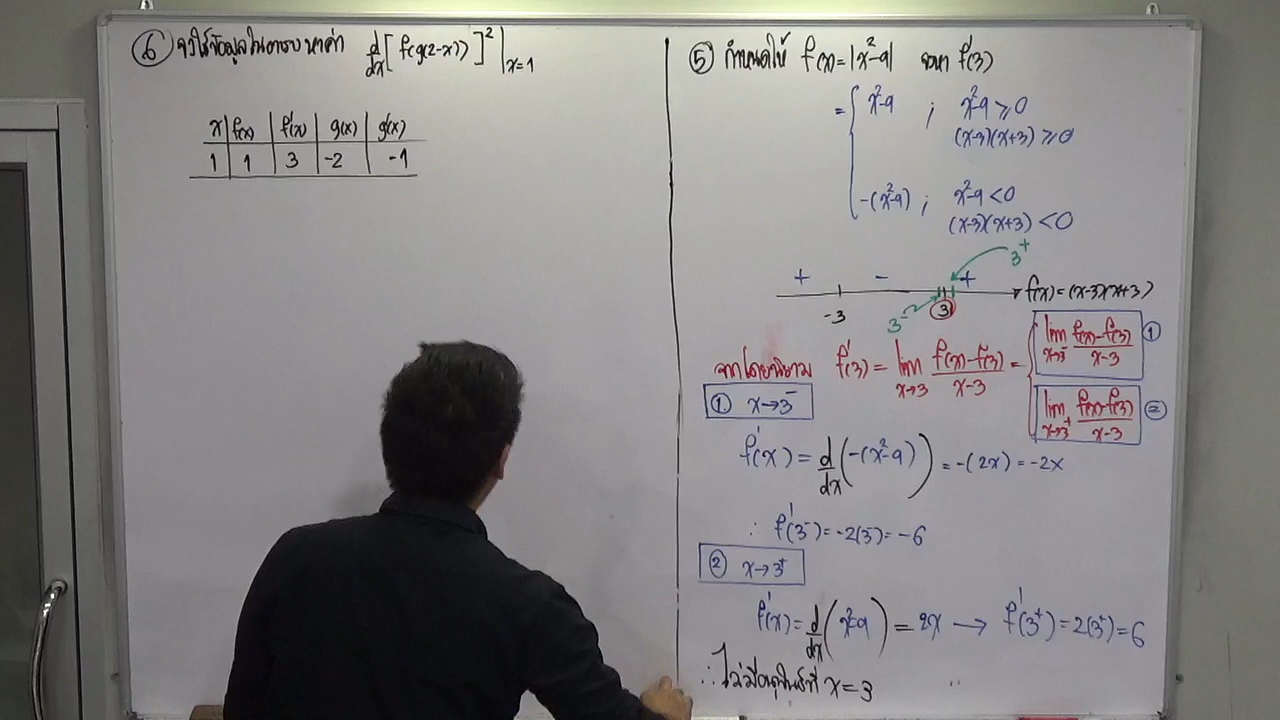 ⑥ จงใช้ข้อมูลในตาราง หาค่า d/dx [f(g(2-x))]² |x=1
x | f(x) | f'(x) | g(x) | g'(x)
1 | 1 | 3 | -2 | -1
⑤ กำหนดให้ f(x) = |x²-9| จงหา f'(3)
= { x²-9 ; x²-9 ≥ 0
(x-3)(x+3) ≥ 0
-(x²-9) ; x²-9 < 0
(x-3)(x+3) < 0
3⁺
+ - +
f(x) = (x-3)(x+3)
-3 3⁻ 3
จากโดยนิยาม f'(3) = lim x→3 f(x)-f(3)/x-3 = { lim x→3⁻ f(x)-f(3)/x-3 ①
lim x→3⁺ f(x)-f(3)/x-3 ②
① x→3⁻
f'(x) = d/dx (-(x²-9)) = -(2x) = -2x
∴ f'(3⁻) = -2(3⁻) = -6
② x→3⁺
f'(x) = d/dx (x²-9) = 2x → f'(3⁺) = 2(3⁺) = 6
∴ ไม่มีอนุพันธ์ที่ x = 3